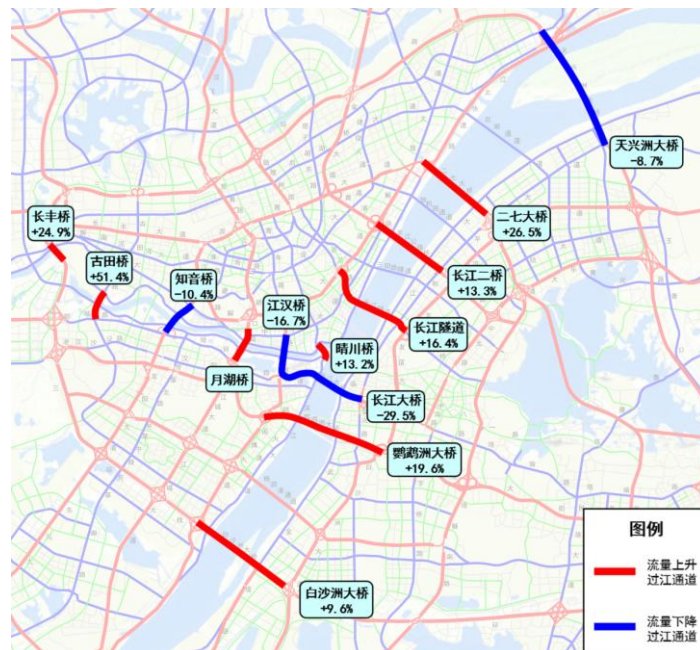 天兴洲大桥
-8.7%
二七大桥
+26.5%
长丰桥
+24.9%
古田桥
+51.4%
知音桥
-10.4%
长江二桥
+13.3%
江汉桥
-16.7%
长江隧道
+16.4%
晴川桥
+13.2%
月湖桥
长江大桥
-29.5%
鹦鹉洲大桥
+19.6%
白沙洲大桥
+9.6%
图例
流量上升
过江通道
流量下降
过江通道